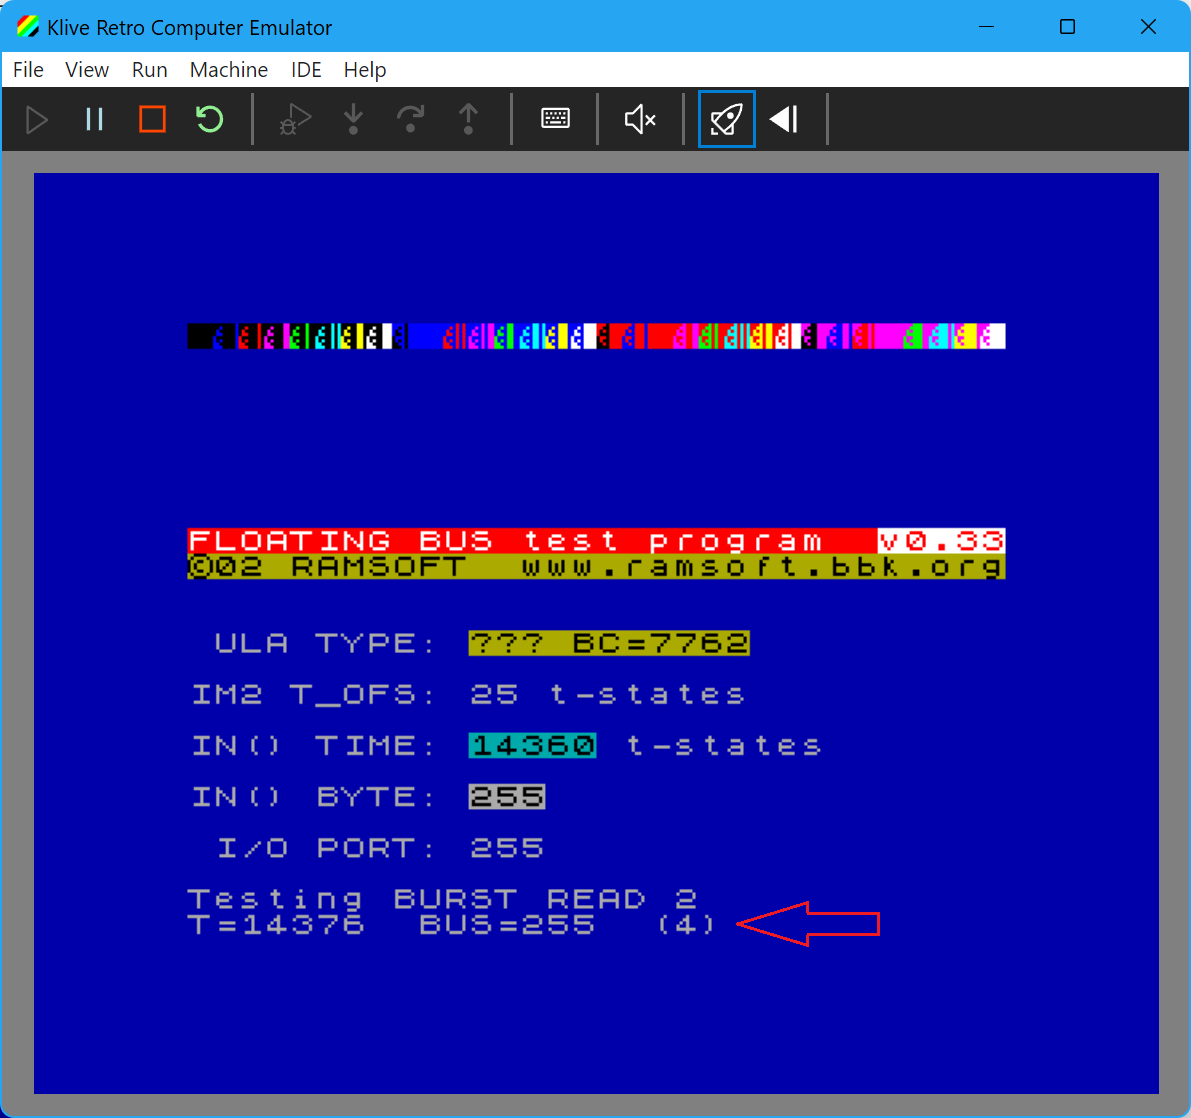 Klive Retro Computer Emulator
File View Run Machine IDE Help
FLOATING BUS test program v0.33
©02 RAMSOFT www.ramsoft.bbk.org
ULA TYPE: ??? BC=7762
IM2 T_OFS: 25 t-states
IN() TIME: 14360 t-states
IN() BYTE: 255
I/O PORT: 255
Testing BURST READ 2
T=14376 BUS=255 (4)